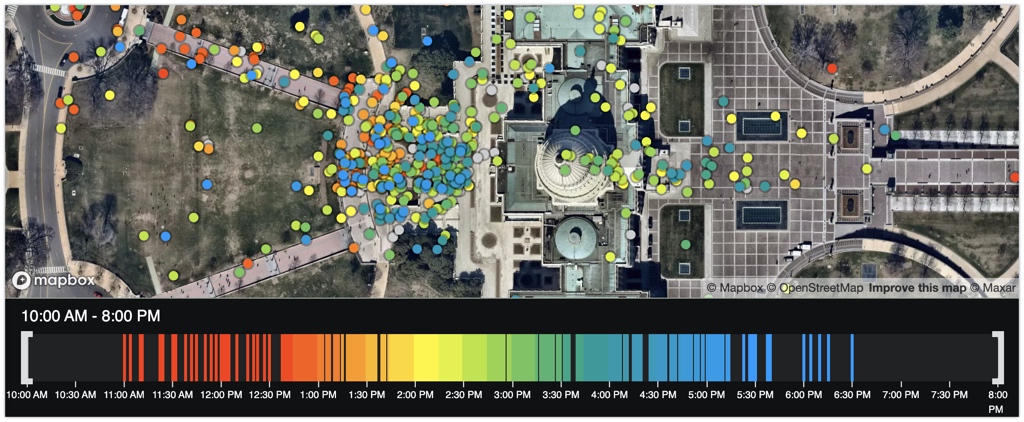 mapbox
© Mapbox © OpenStreetMap Improve this map © Maxar
10:00 AM - 8:00 PM
10:00 AM 10:30 AM 11:00 AM 11:30 AM 12:00 PM 12:30 PM 1:00 PM 1:30 PM 2:00 PM 2:30 PM 3:00 PM 3:30 PM 4:00 PM 4:30 PM 5:00 PM 5:30 PM 6:00 PM 6:30 PM 7:00 PM 7:30 PM 8:00
PM